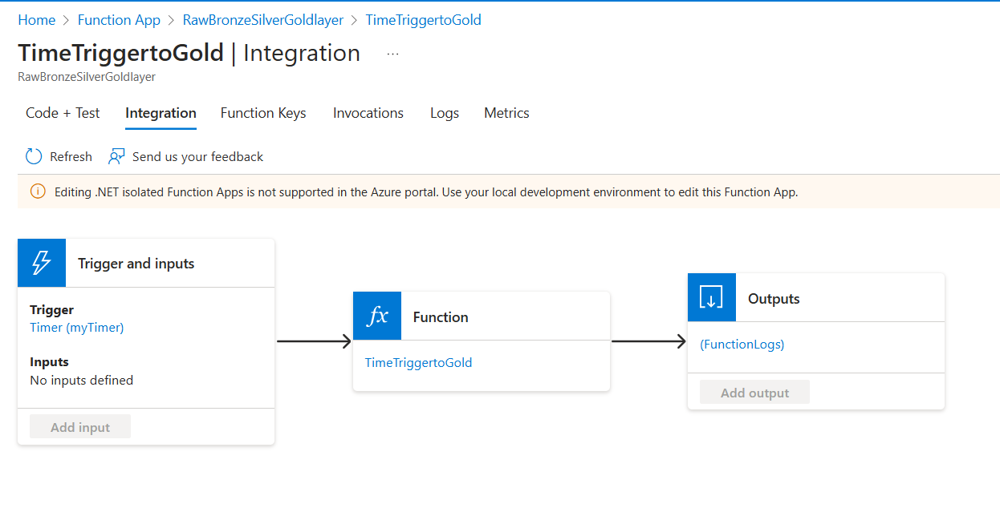 Home > Function App > RawBronzeSilverGoldlayer > TimeTriggertoGold
TimeTriggertoGold | Integration ...
RawBronzeSilverGoldlayer
Code + Test Integration Function Keys Invocations Logs Metrics
Refresh Send us your feedback
Editing .NET isolated Function Apps is not supported in the Azure portal. Use your local development environment to edit this Function App.
Trigger and inputs
Trigger
Timer (myTimer)
Inputs
No inputs defined
Add input
fx Function
TimeTriggertoGold
Outputs
(FunctionLogs)
Add output